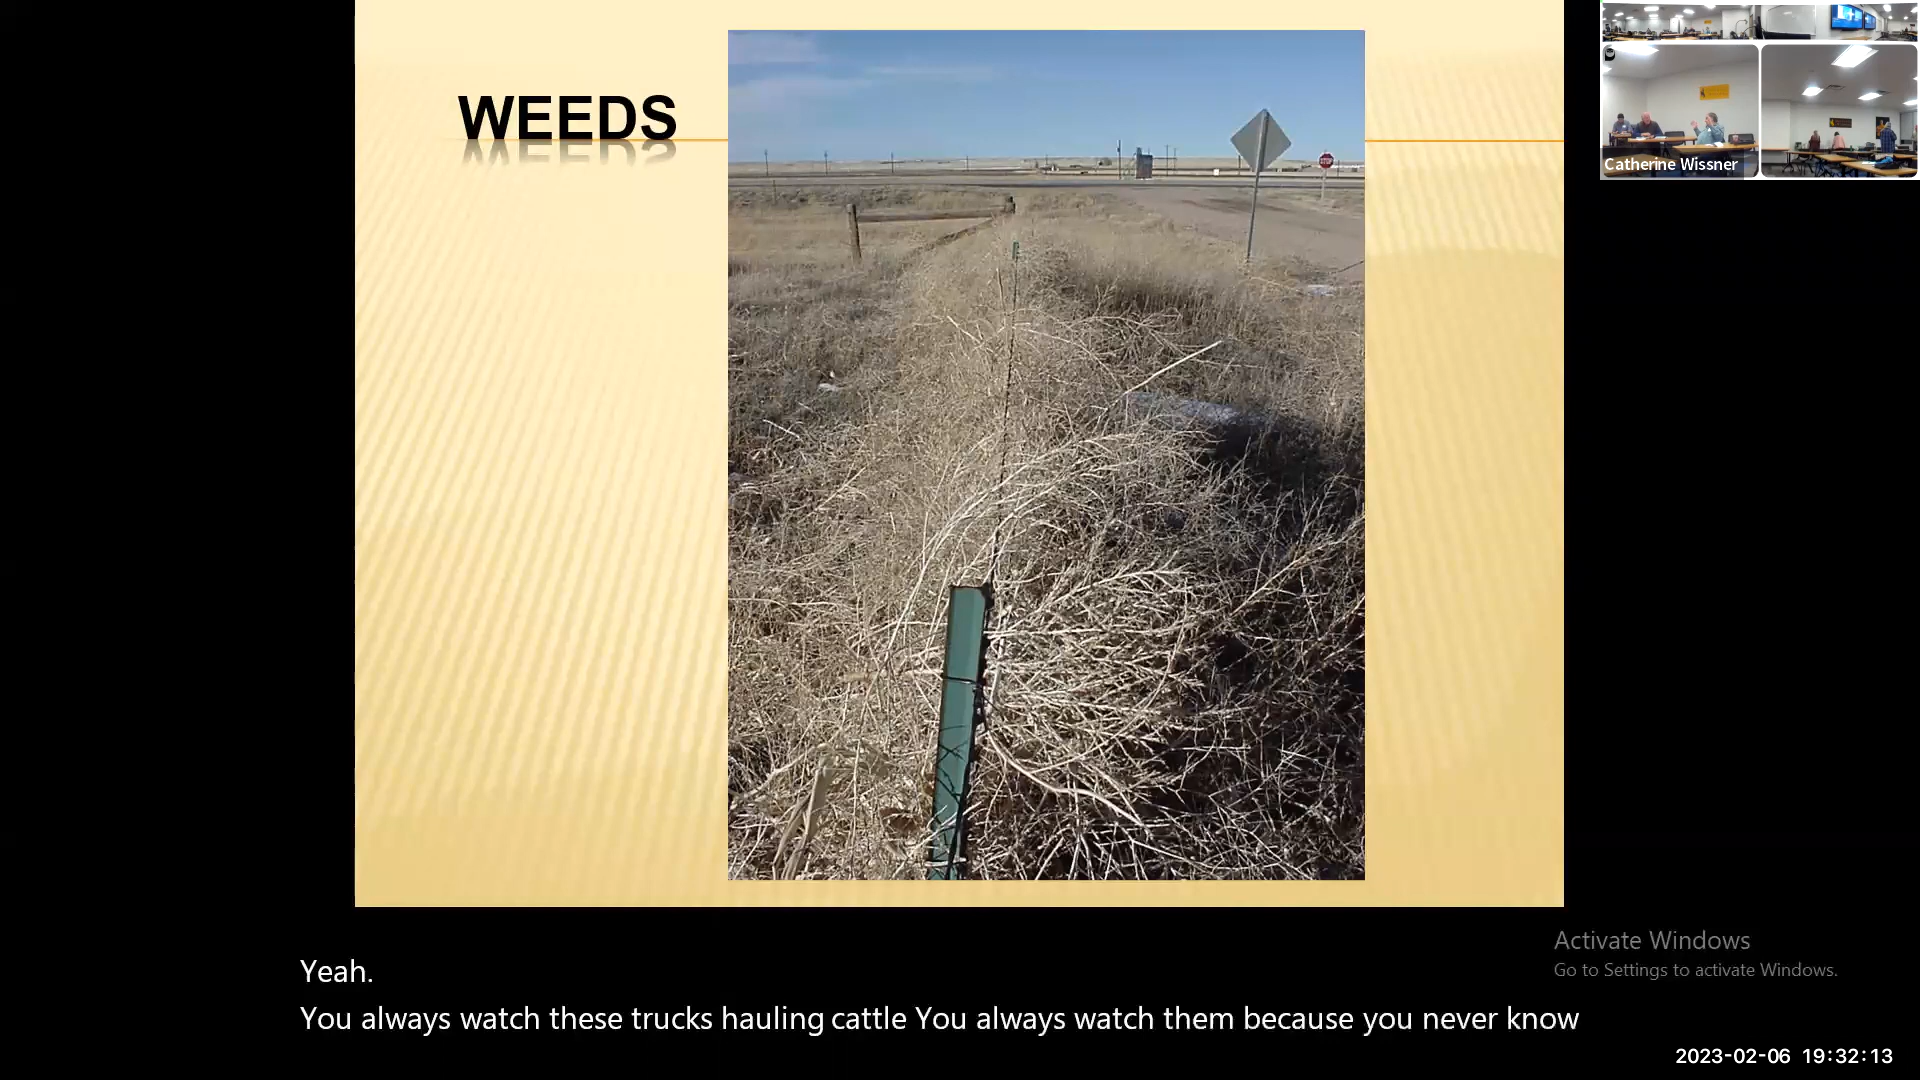 WEEDS
STOP
Catherine Wissner
Yeah.
You always watch these trucks hauling cattle You always watch them because you never know
Activate Windows
Go to Settings to activate Windows.
2023-02-06 19:32:13